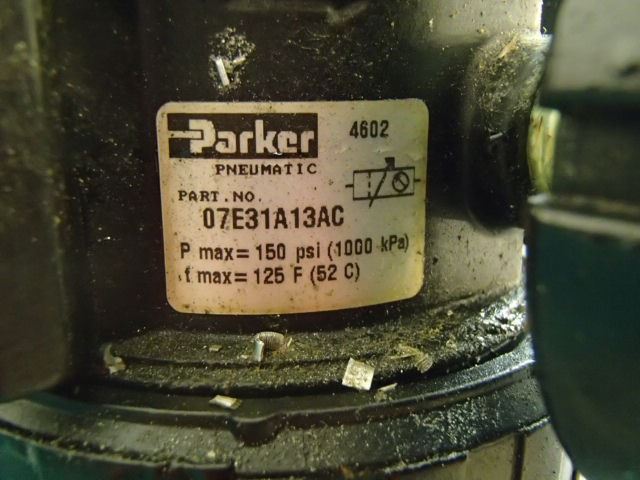 Parker 4602
PNEUMATIC
PART.NO.
07E31A13AC
P max= 150 psi (1000 kPa)
t max= 125 F (52 C)